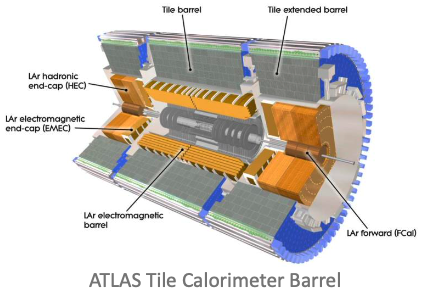 Tile barrel
Tile extended barrel
LAr hadronic
end-cap (HEC)
LAr electromagnetic
end-cap (EMEC)
LAr electromagnetic
barrel
LAr forward (FCal)
ATLAS Tile Calorimeter Barrel